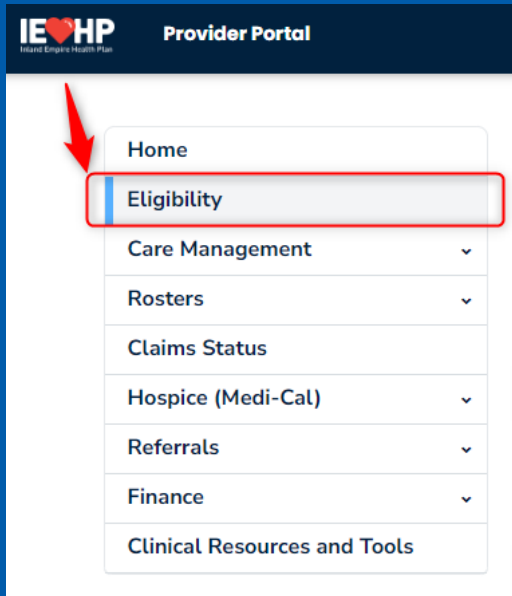 IEHP
Inland Empire Health Plan
Provider Portal
Home
Eligibility
Care Management
Rosters
Claims Status
Hospice (Medi-Cal)
Referrals
Finance
Clinical Resources and Tools